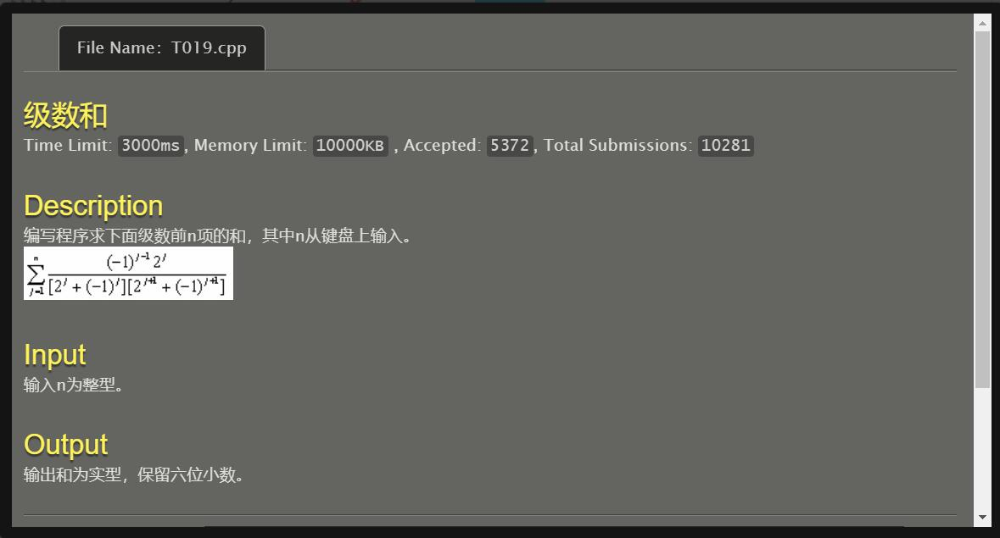 File Name：T019.cpp
级数和
Time Limit: 3000ms, Memory Limit: 10000KB , Accepted: 5372, Total Submissions: 10281
Description
编写程序求下面级数前n项的和，其中n从键盘上输入。
n
∑ (-1)^(j-1) 2^j / [2^j + (-1)^j][2^(j+1) + (-1)^(j+1)]
j=1
Input
输入n为整型。
Output
输出和为实型，保留六位小数。